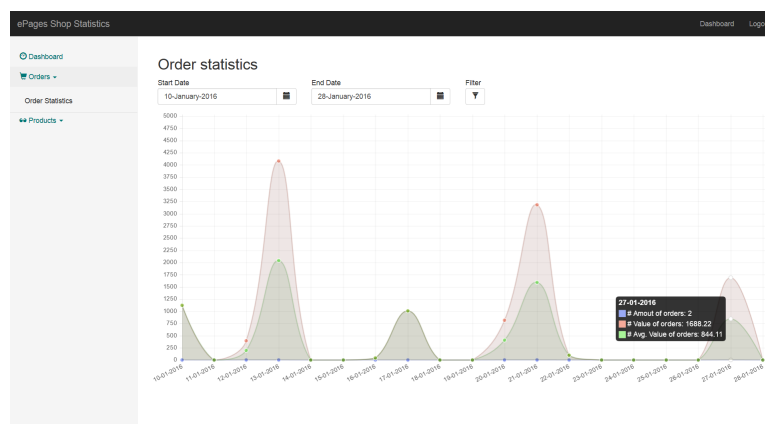 ePages Shop Statistics
Dashboard
Logo
Dashboard
Orders
Order Statistics
Products
Order statistics
Start Date
End Date
Filter
10-January-2016
28-January-2016
5000
4750
4500
4250
4000
3750
3500
3250
3000
2750
2500
2250
2000
1750
1500
1250
1000
750
500
250
0
27-01-2016
# Amout of orders: 2
# Value of orders: 1688.22
# Avg. Value of orders: 844.11
10-01-2016
11-01-2016
12-01-2016
13-01-2016
14-01-2016
15-01-2016
16-01-2016
17-01-2016
18-01-2016
19-01-2016
20-01-2016
21-01-2016
22-01-2016
23-01-2016
24-01-2016
25-01-2016
26-01-2016
27-01-2016
28-01-2016